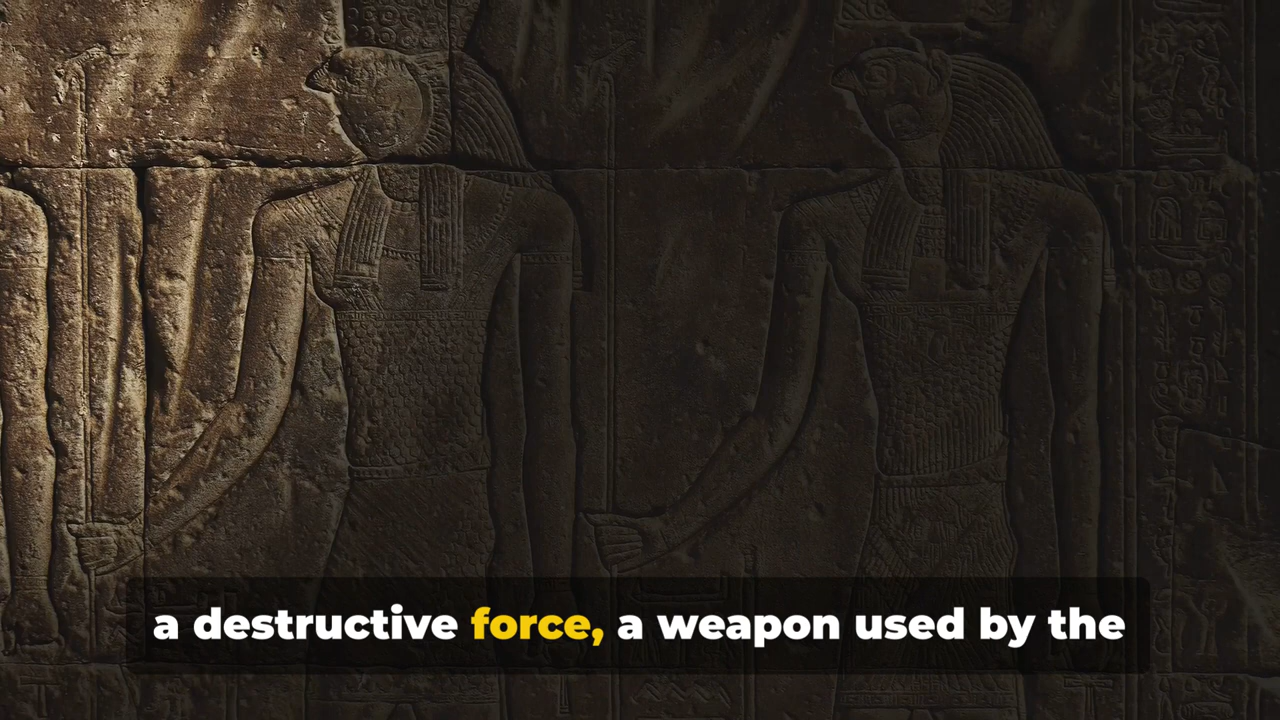 a destructive force, a weapon used by the